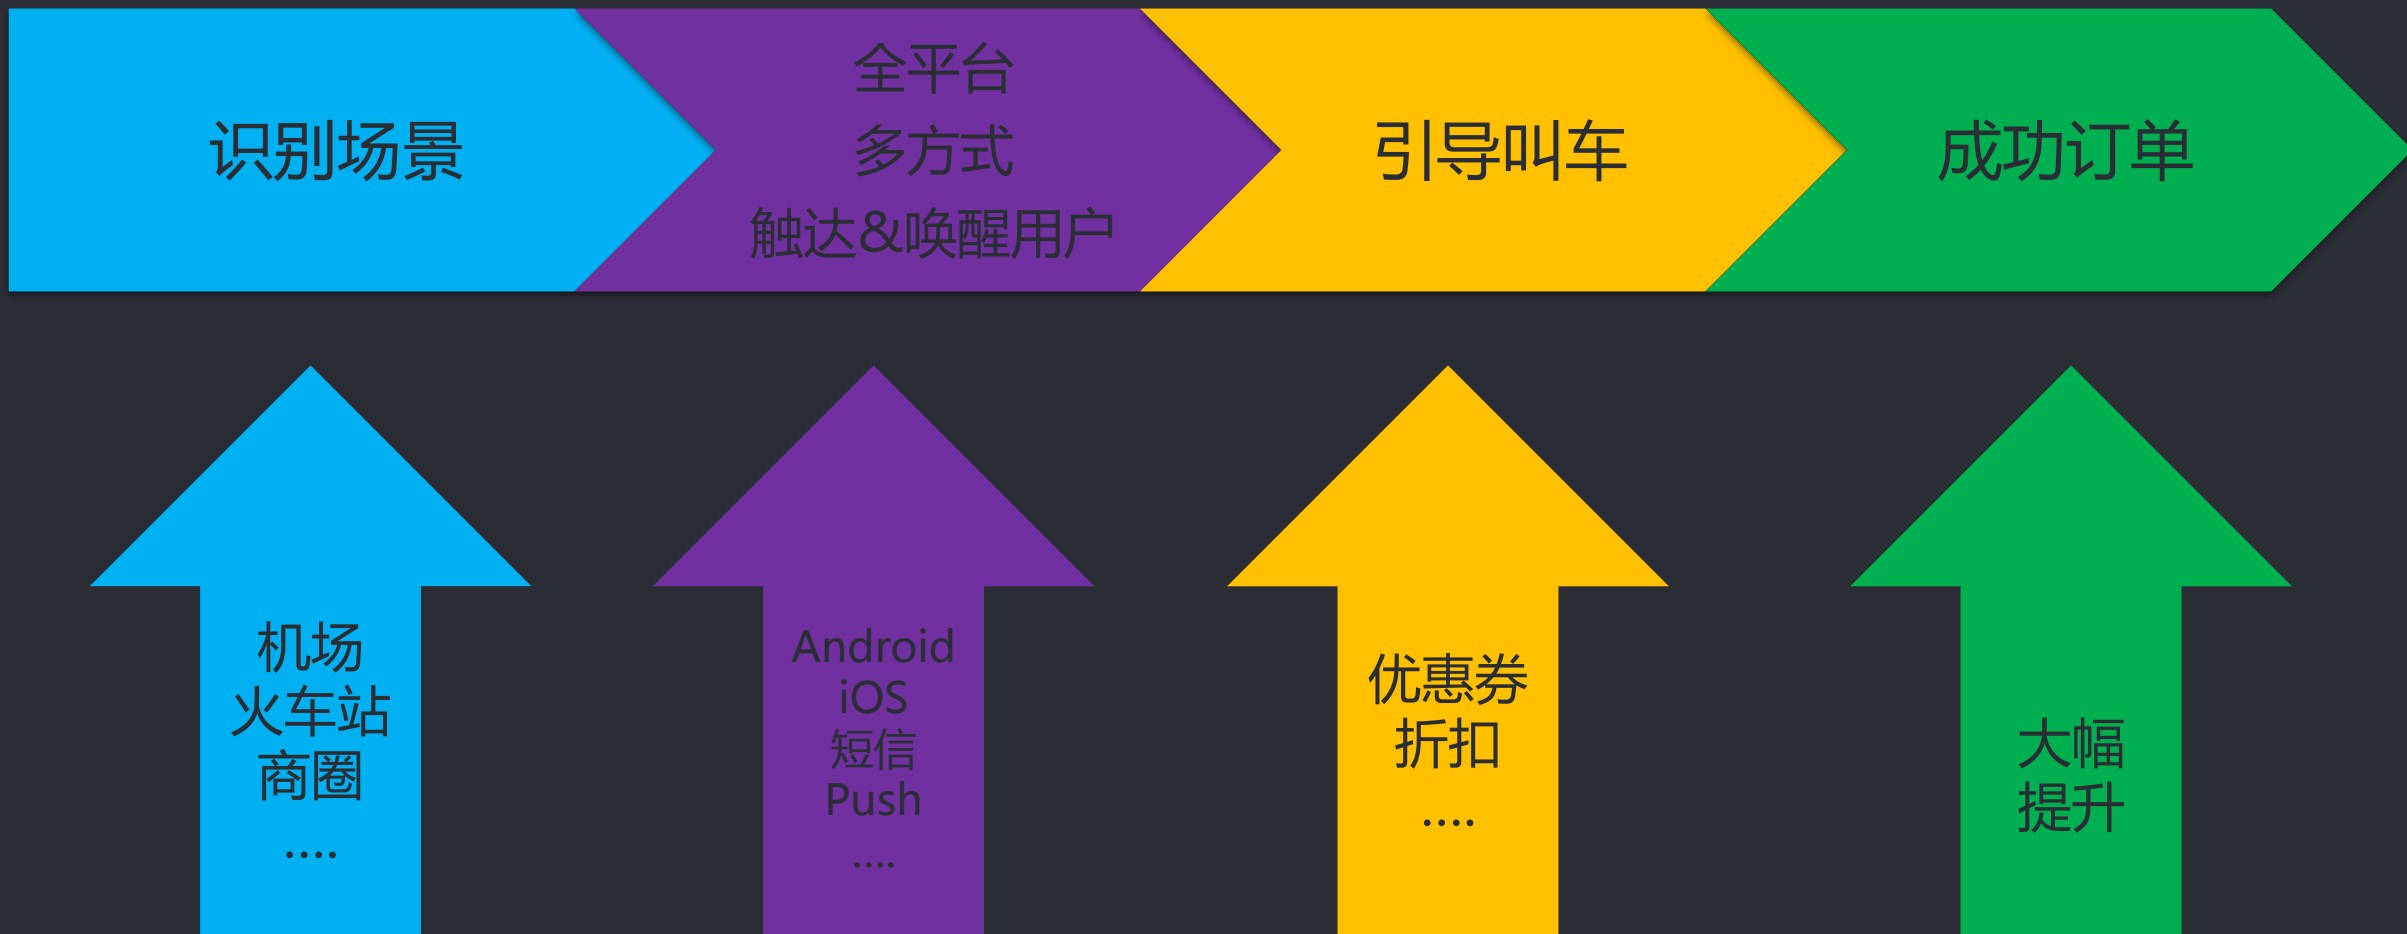 识别场景
全平台
多方式
触达&唤醒用户
引导叫车
成功订单
机场
火车站
商圈
....
Android
iOS
短信
Push
....
优惠券
折扣
....
大幅
提升